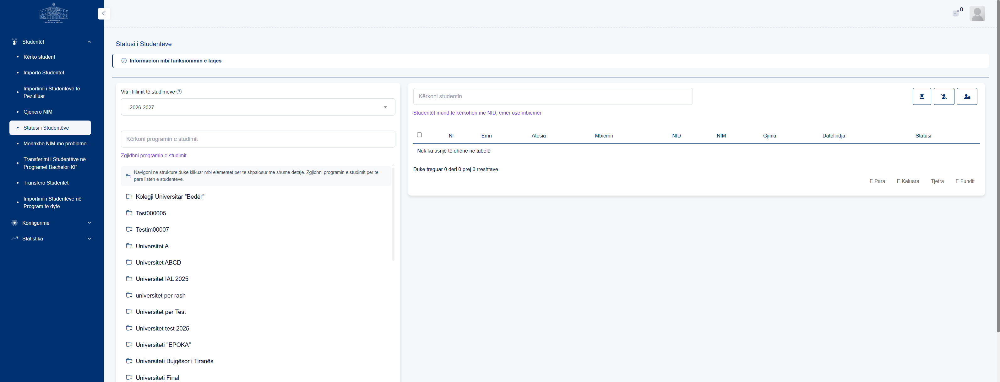 0
Studentët
Kërko student
Importo Studentët
Importimi i Studentëve të
Pezulluar
Gjenero NIM
Statusi i Studentëve
Menaxho NIM me probleme
Transferimi i Studentëve në
Programet Bachelor-KP
Transfero Studentët
Importimi i Studentëve në
Program të dytë
Konfigurime
Statistika
Statusi i Studentëve
Informacion mbi funksionimin e faqes
Viti i fillimit të studimeve
2026-2027
Kërkoni programin e studimit
Zgjidhni programin e studimit
Navigoni në strukturë duke klikuar mbi elementet për të shpalosur më shumë detaje. Zgjidhni programin e studimit për të
parë listën e studentëve.
Kolegji Universitar "Bedër"
Test000005
Testim00007
Universitet A
Universitet ABCD
Universitet IAL 2025
universitet per rash
Universitet per Test
Universitet test 2025
Universiteti "EPOKA"
Universiteti Bujqësor i Tiranës
Universiteti Final
Kërkoni studentin
Studentët mund të kërkohen me NID, emër ose mbiemër
Nr Emri Atësia Mbiemri NID NIM Gjinia Datëlindja Statusi
Nuk ka asnjë të dhënë në tabelë
Duke treguar 0 deri 0 prej 0 rreshtave
E Para E Kaluara Tjetra E Fundit